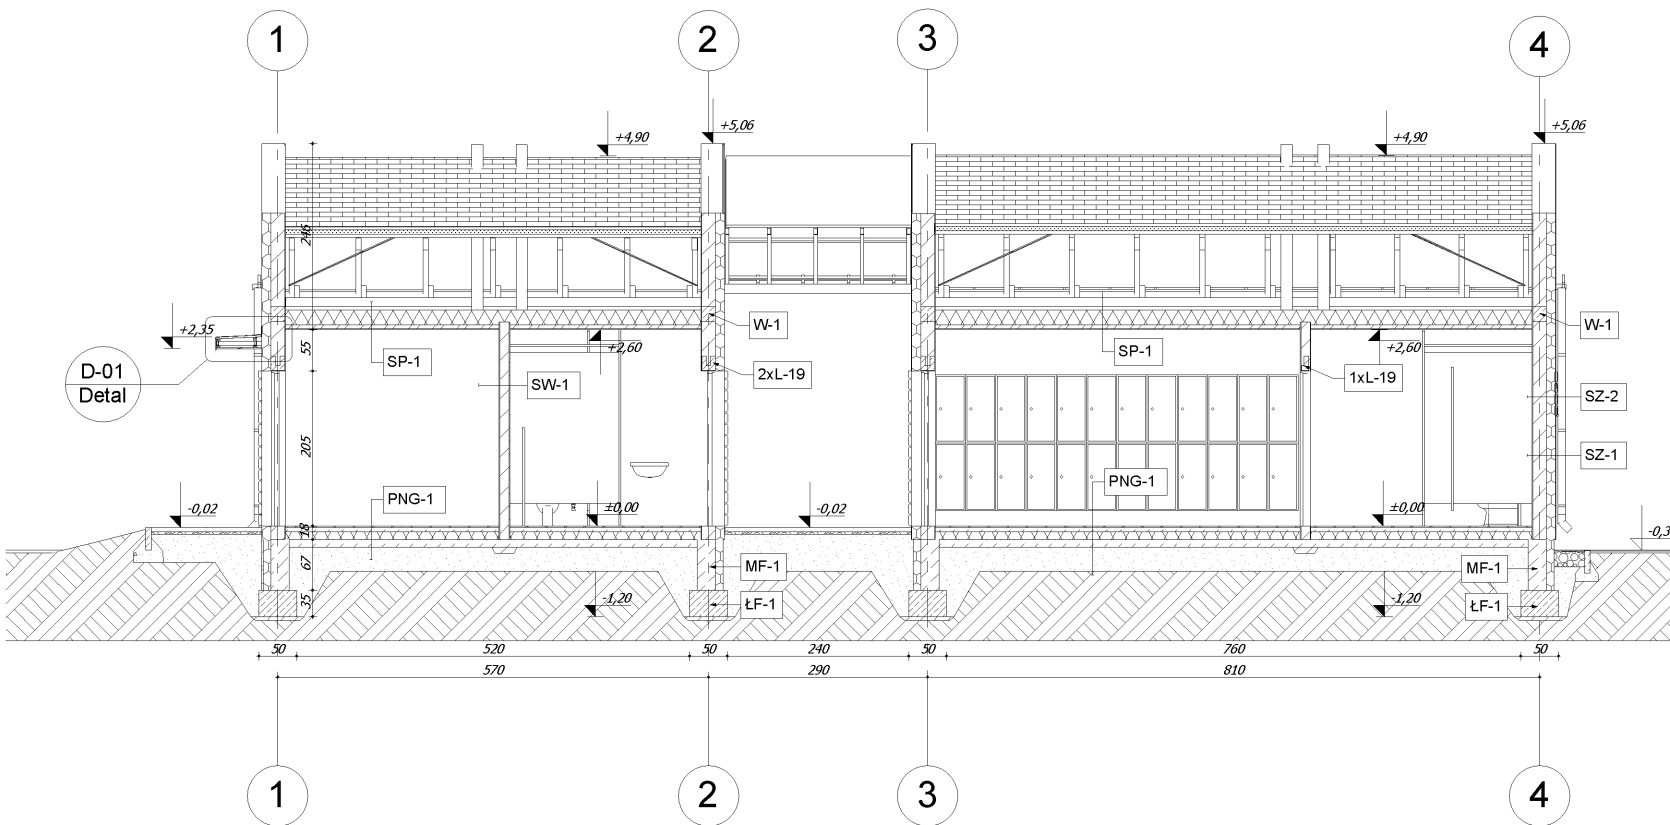 1
2
3
4
+4,90
+5,06
+4,90
+5,06
246
+2,35
W-1
W-1
55
+2,60
+2,60
SP-1
SP-1
D-01
Detal
SW-1
2xL-19
1xL-19
SZ-2
205
SZ-1
PNG-1
PNG-1
-0,02
±0,00
-0,02
±0,00
18
-0,3
67
MF-1
MF-1
35
-1,20
ŁF-1
-1,20
ŁF-1
50
520
50
240
50
760
50
570
290
810
1
2
3
4